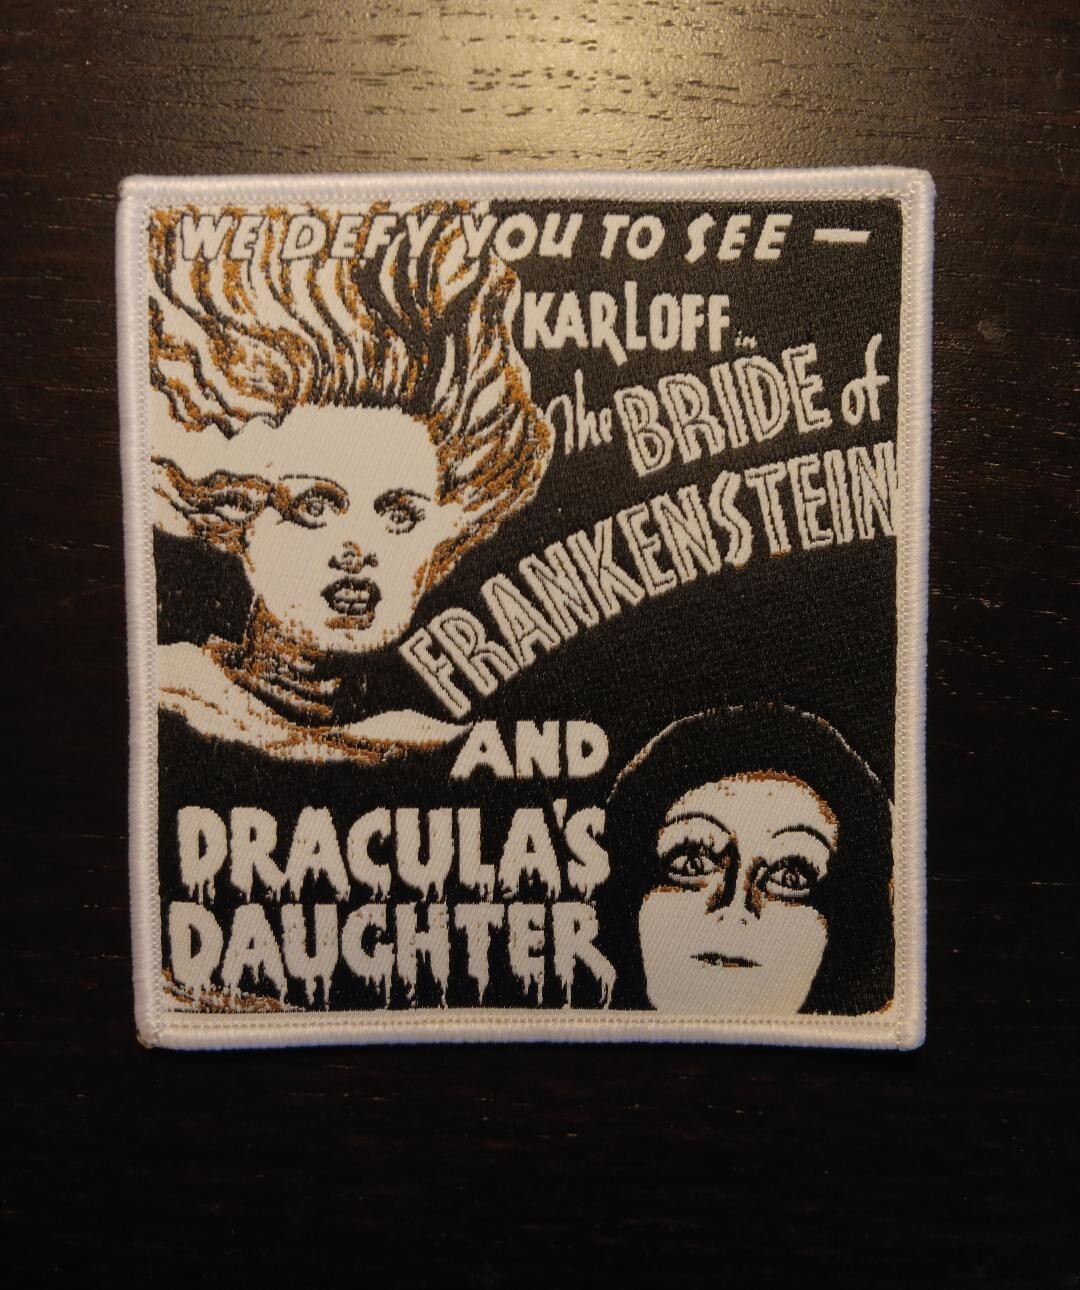 WE DEFY YOU TO SEE —
KARLOFF in
The BRIDE of
FRANKENSTEIN
AND
DRACULA'S
DAUGHTER